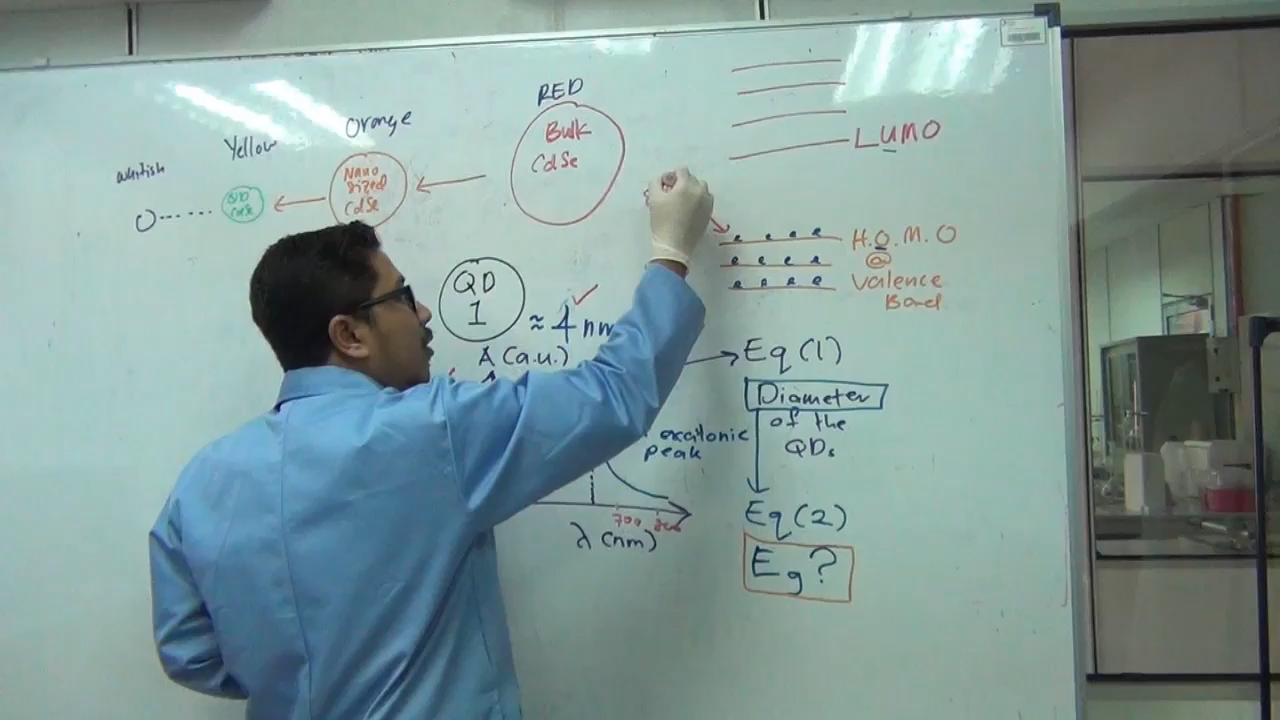 RED
Bulk
CdSe
Orange
Nano
Sized
CdSe
Yellow
QD
CdSe
whitish
LUMO
e e e e H.O.M.O
e e e e @
e e e e Valence
Band
QD
1
≈ 4 nm
A (a.u.)
Eq (1)
Diameter
of the
QDs
excitonic
peak
Eq (2)
700
λ (nm)
Eg?